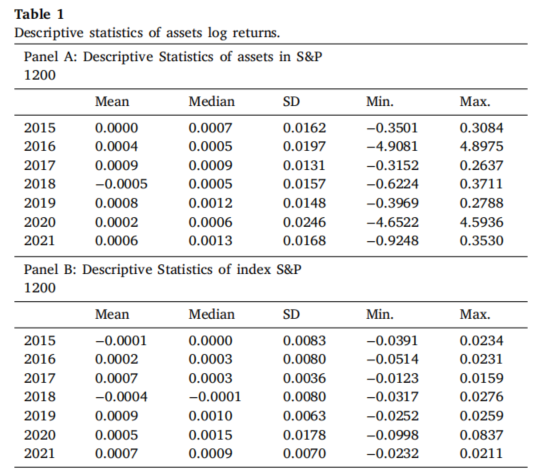 Table 1
Descriptive statistics of assets log returns.
Panel A: Descriptive Statistics of assets in S&P
1200
Mean Median SD Min. Max.
2015 0.0000 0.0007 0.0162 −0.3501 0.3084
2016 0.0004 0.0005 0.0197 −4.9081 4.8975
2017 0.0009 0.0009 0.0131 −0.3152 0.2637
2018 −0.0005 0.0005 0.0157 −0.6224 0.3711
2019 0.0008 0.0012 0.0148 −0.3969 0.2788
2020 0.0002 0.0006 0.0246 −4.6522 4.5936
2021 0.0006 0.0013 0.0168 −0.9248 0.3530
Panel B: Descriptive Statistics of index S&P
1200
Mean Median SD Min. Max.
2015 −0.0001 0.0000 0.0083 −0.0391 0.0234
2016 0.0002 0.0003 0.0080 −0.0514 0.0231
2017 0.0007 0.0003 0.0036 −0.0123 0.0159
2018 −0.0004 −0.0001 0.0080 −0.0317 0.0276
2019 0.0009 0.0010 0.0063 −0.0252 0.0259
2020 0.0005 0.0015 0.0178 −0.0998 0.0837
2021 0.0007 0.0009 0.0070 −0.0232 0.0211